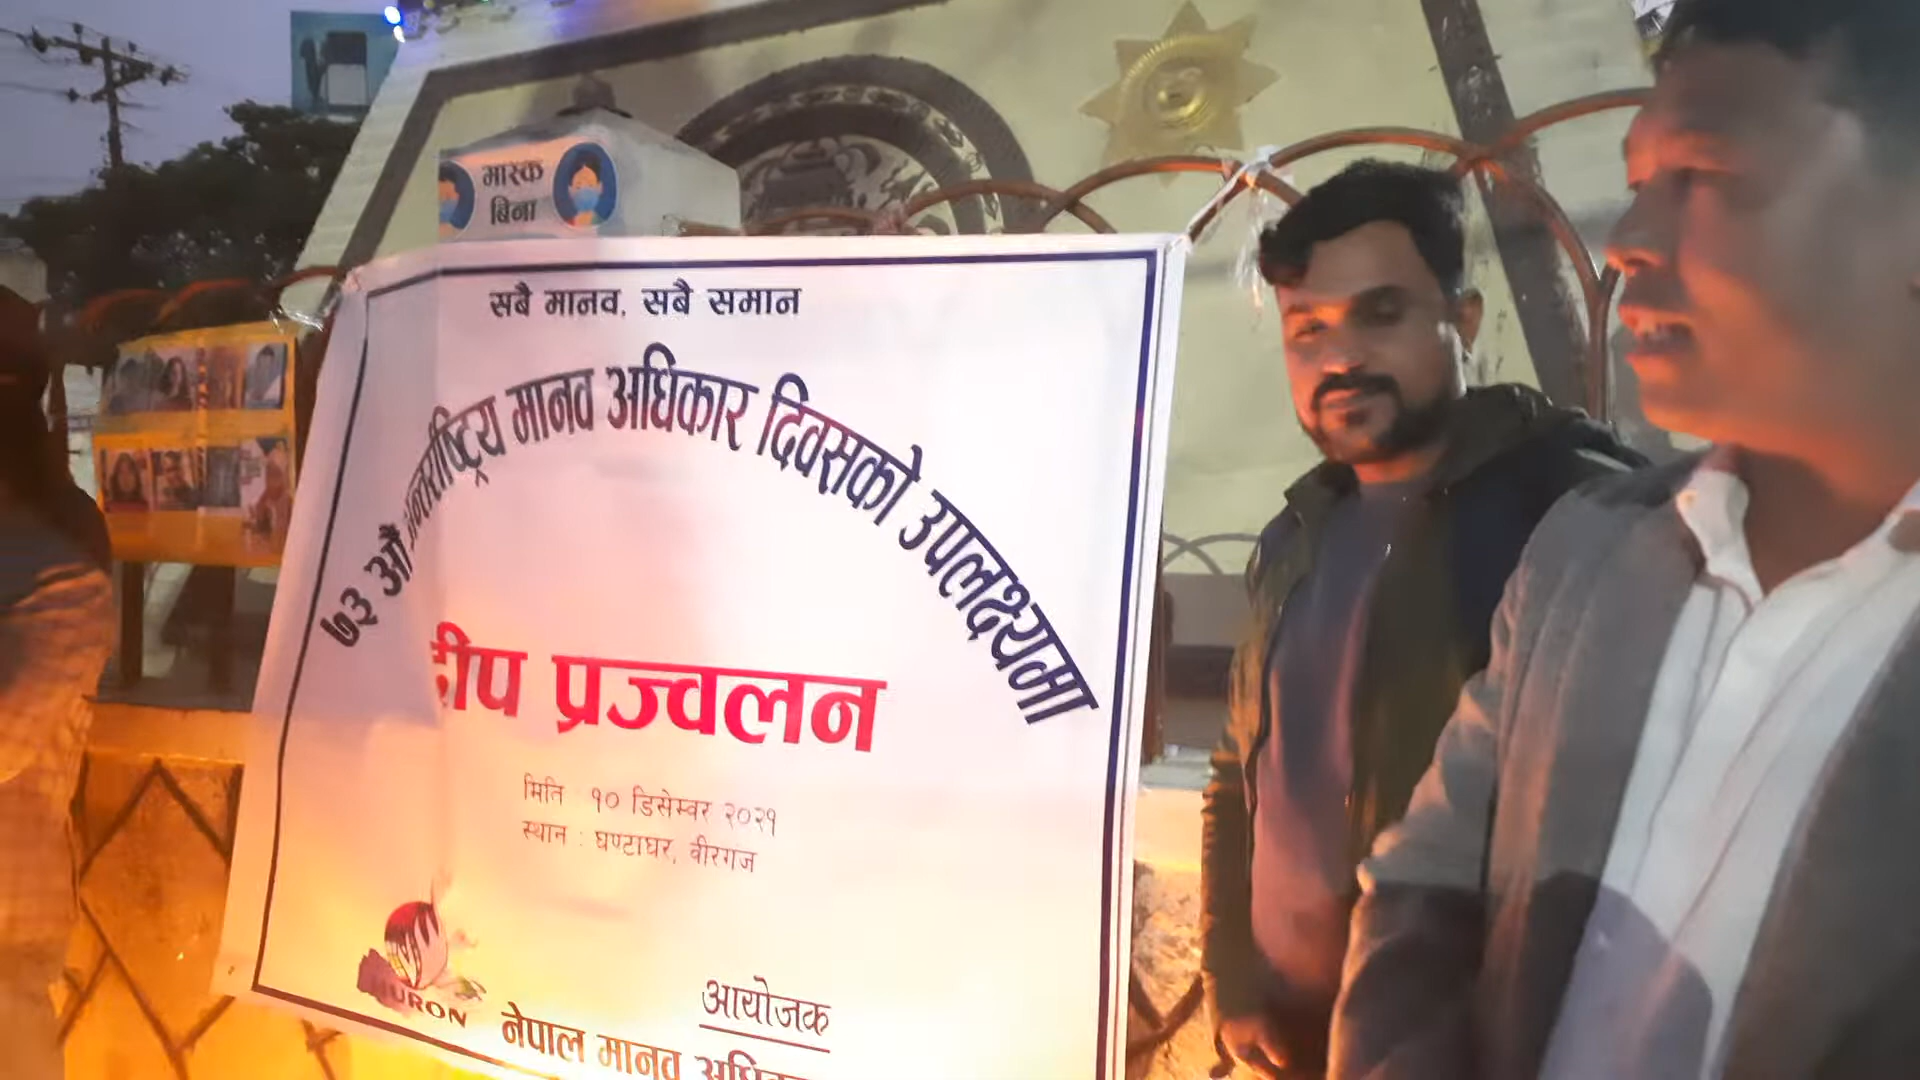 मास्क
बिना
सबै मानव, सबै समान
७३ औं अन्तर्राष्ट्रिय मानव अधिकार दिवसको उपलक्ष्यमा
दीप प्रज्वलन
मिति : १० डिसेम्वर २०२१
स्थान : घण्टाघर, वीरगंज
HURON
आयोजक
नेपाल मानव अधिकार